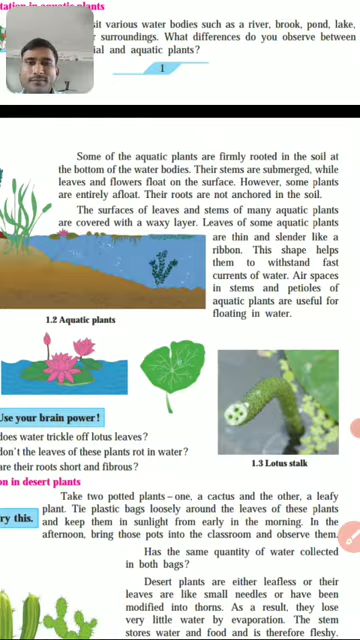 tation in aquatic plants
sit various water bodies such as a river, brook, pond, lake,
surroundings. What differences do you observe between
ial and aquatic plants?
1
Some of the aquatic plants are firmly rooted in the soil
at the bottom of the water bodies. Their stems are submerged, while
leaves and flowers float on the surface. However, some plants
are entirely afloat. Their roots are not anchored in the soil.
The surfaces of leaves and stems of many aquatic plants
are covered with a waxy layer. Leaves of some aquatic plants
are thin and slender like a
ribbon. This shape helps
them to withstand fast
currents of water. Air spaces
in stems and petioles of
aquatic plants are useful for
floating in water.
1.2 Aquatic plants
Use your brain power!
does water trickle off lotus leaves?
don't the leaves of these plants rot in water?
are their roots short and fibrous?
1.3 Lotus stalk
on in desert plants
Take two potted plants – one, a cactus and the other, a leafy
plant. Tie plastic bags loosely around the leaves of these plants
ry this.
and keep them in sunlight from early in the morning. In the
afternoon, bring those pots into the classroom and observe them.
Has the same quantity of water collected
in both bags?
Desert plants are either leafless or their
leaves are like small needles or have been
modified into thorns. As a result, they lose
very little water by evaporation. The stem
stores water and food and is therefore fleshy.